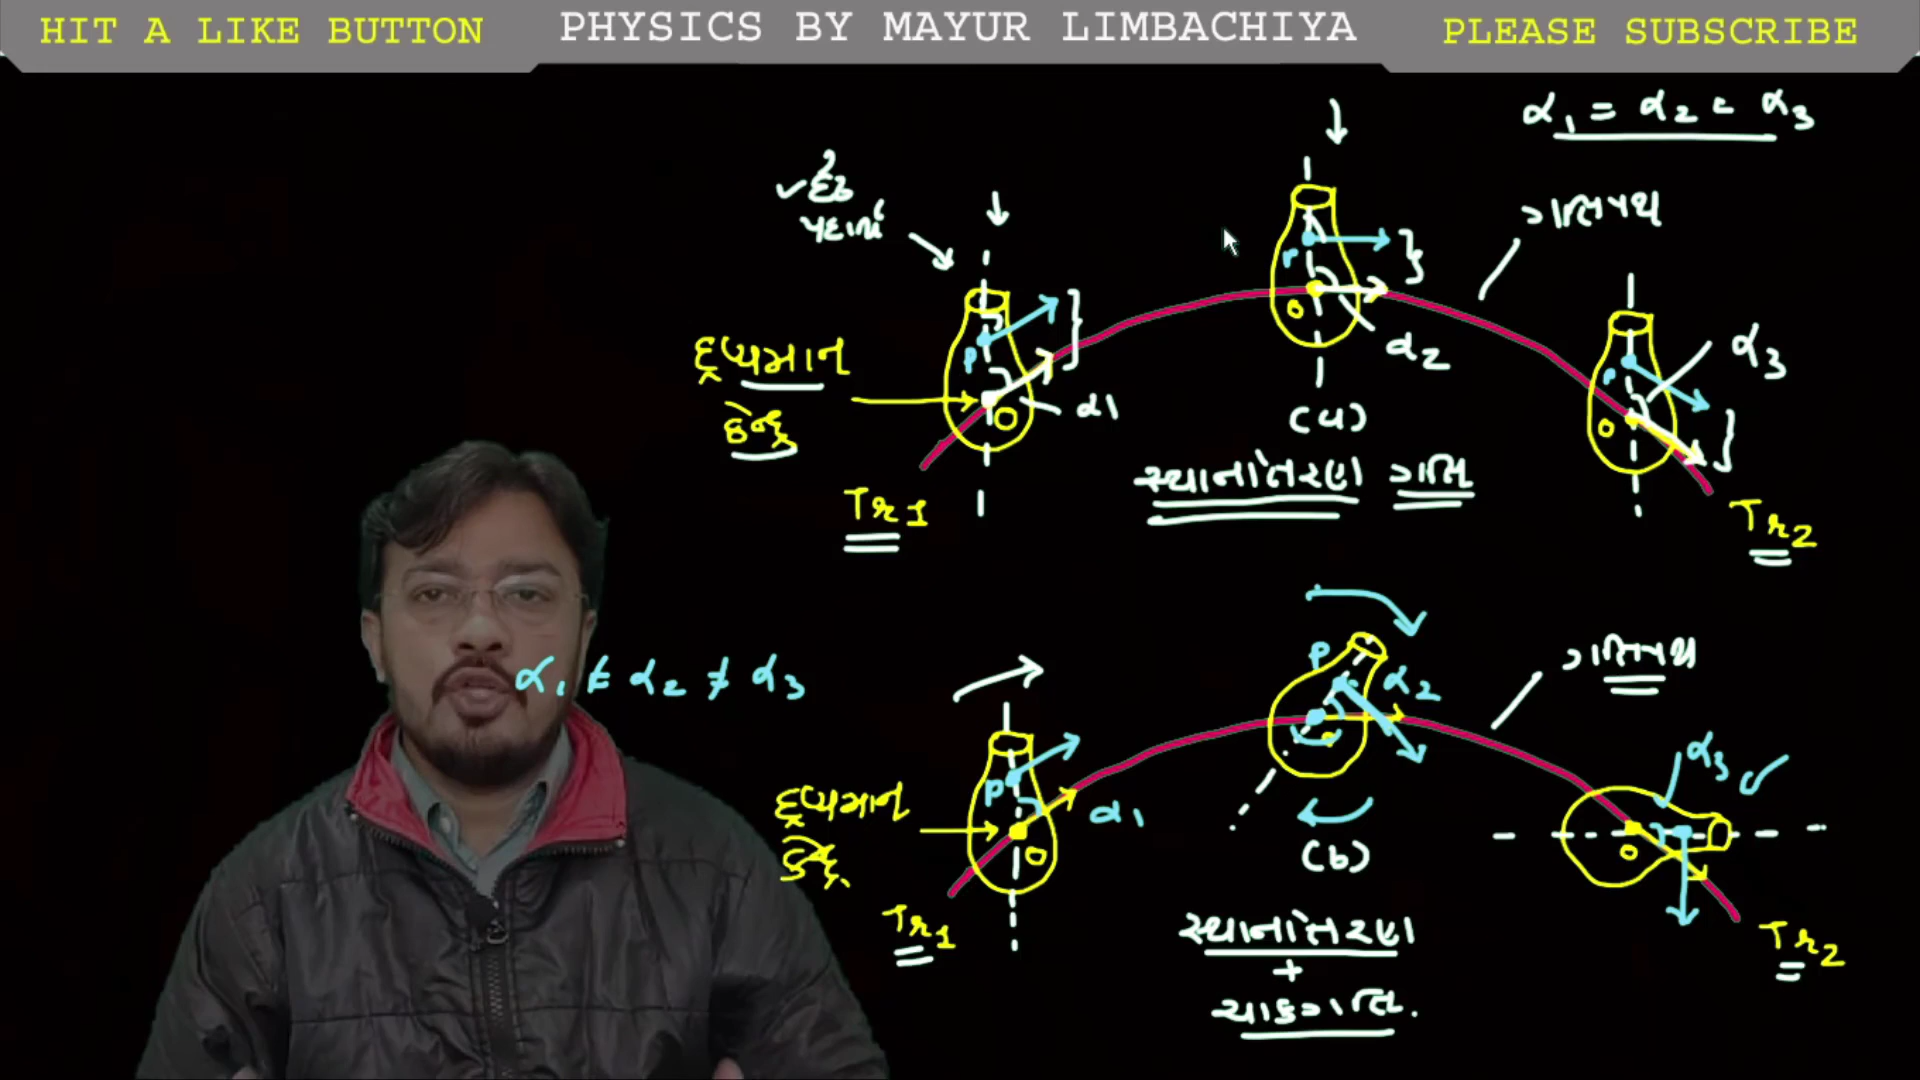 HIT A LIKE BUTTON
PHYSICS BY MAYUR LIMBACHIYA
PLEASE SUBSCRIBE
α1 = α2 = α3
✓દૃઢ
પદાર્થ
ગતિપથ
P
O
α1
દ્રવ્યમાન
કેન્દ્ર
Tr1
P
O
α2
(a)
સ્થાનાંતરણ ગતિ
P
O
α3
Tr2
α1 ≠ α2 ≠ α3
P
O
α1
દ્રવ્યમાન
કેન્દ્ર
Tr1
P
α2
(b)
સ્થાનાંતરણ
+
ચાકગતિ.
ગતિપથ
α3
O
Tr2